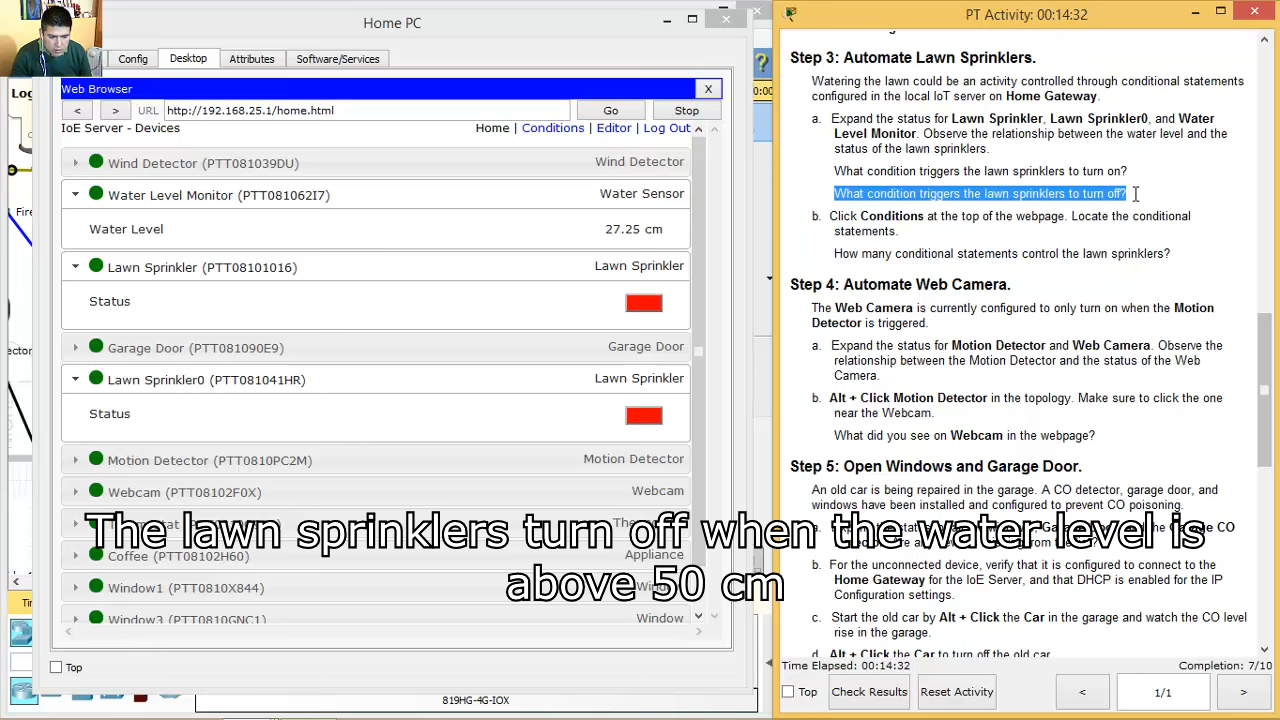 Home PC
Config
Desktop
Attributes
Software/Services
Web Browser
X
<
>
URL
http://192.168.25.1/home.html
Go
Stop
IoE Server - Devices
Home | Conditions | Editor | Log Out
Wind Detector (PTT081039DU)
Wind Detector
Water Level Monitor (PTT081062I7)
Water Sensor
Water Level
27.25 cm
Lawn Sprinkler (PTT08101016)
Lawn Sprinkler
Status
Garage Door (PTT081090E9)
Garage Door
Lawn Sprinkler0 (PTT081041HR)
Lawn Sprinkler
Status
Motion Detector (PTT0810PC2M)
Motion Detector
Webcam (PTT08102F0X)
Webcam
Coffee (PTT08102H60)
Appliance
Window1 (PTT0810X844)
Window3 (PTT0810GNC1)
Window
Top
819HG-4G-IOX
The lawn sprinklers turn off when the water level is
above 50 cm
PT Activity: 00:14:32
Step 3: Automate Lawn Sprinklers.
Watering the lawn could be an activity controlled through conditional statements
configured in the local IoT server on Home Gateway.
a. Expand the status for Lawn Sprinkler, Lawn Sprinkler0, and Water
Level Monitor. Observe the relationship between the water level and the
status of the lawn sprinklers.
What condition triggers the lawn sprinklers to turn on?
What condition triggers the lawn sprinklers to turn off?
b. Click Conditions at the top of the webpage. Locate the conditional
statements.
How many conditional statements control the lawn sprinklers?
Step 4: Automate Web Camera.
The Web Camera is currently configured to only turn on when the Motion
Detector is triggered.
a. Expand the status for Motion Detector and Web Camera. Observe the
relationship between the Motion Detector and the status of the Web
Camera.
b. Alt + Click Motion Detector in the topology. Make sure to click the one
near the Webcam.
What did you see on Webcam in the webpage?
Step 5: Open Windows and Garage Door.
An old car is being repaired in the garage. A CO detector, garage door, and
windows have been installed and configured to prevent CO poisoning.
b. For the unconnected device, verify that it is configured to connect to the
Home Gateway for the IoE Server, and that DHCP is enabled for the IP
Configuration settings.
c. Start the old car by Alt + Click the Car in the garage and watch the CO level
rise in the garage.
d. Alt + Click the Car to turn off the old car
Time Elapsed: 00:14:32
Completion: 7/10
Top
Check Results
Reset Activity
<
1/1
>